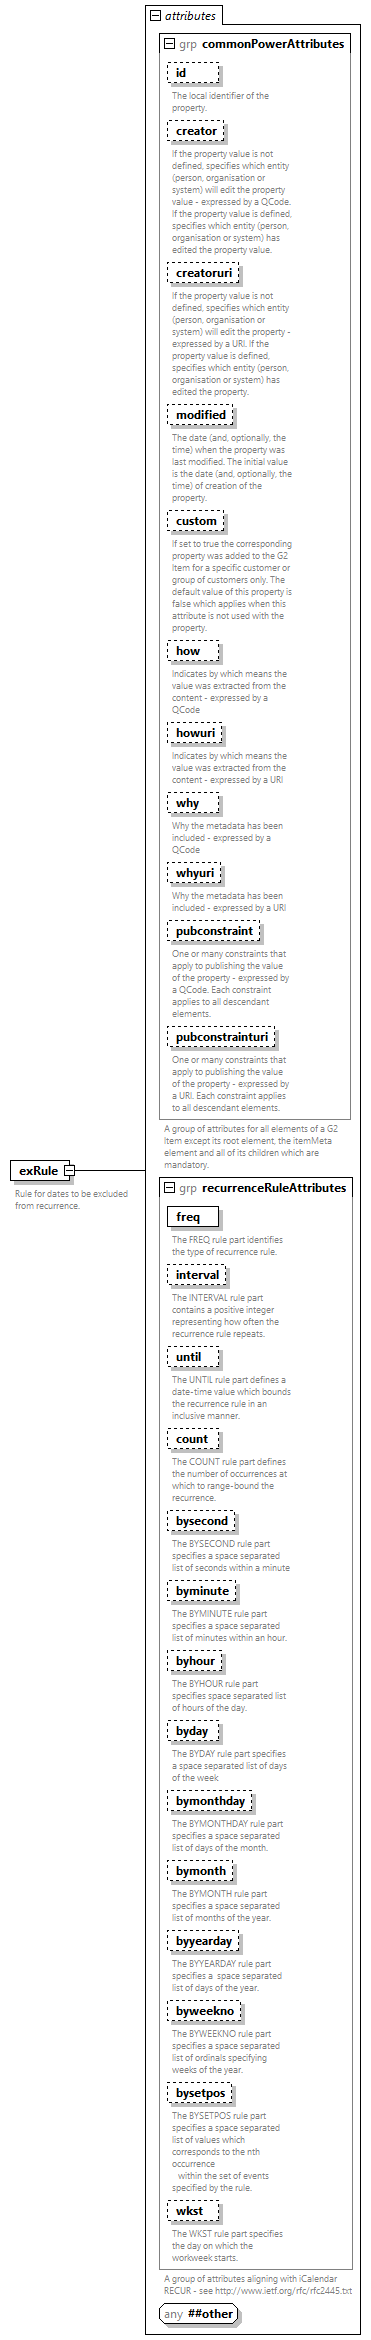 attributes
grp commonPowerAttributes
id
The local identifier of the
property.
creator
If the property value is not
defined, specifies which entity
(person, organisation or
system) will edit the property
value - expressed by a QCode.
If the property value is defined,
specifies which entity (person,
organisation or system) has
edited the property value.
creatoruri
If the property value is not
defined, specifies which entity
(person, organisation or
system) will edit the property -
expressed by a URI. If the
property value is defined,
specifies which entity (person,
organisation or system) has
edited the property.
modified
The date (and, optionally, the
time) when the property was
last modified. The initial value
is the date (and, optionally, the
time) of creation of the
property.
custom
If set to true the corresponding
property was added to the G2
Item for a specific customer or
group of customers only. The
default value of this property is
false which applies when this
attribute is not used with the
property.
how
Indicates by which means the
value was extracted from the
content - expressed by a
QCode
howuri
Indicates by which means the
value was extracted from the
content - expressed by a URI
why
Why the metadata has been
included - expressed by a
QCode
whyuri
Why the metadata has been
included - expressed by a URI
pubconstraint
One or many constraints that
apply to publishing the value
of the property - expressed by
a QCode. Each constraint
applies to all descendant
elements.
pubconstrainturi
One or many constraints that
apply to publishing the value
of the property - expressed by
a URI. Each constraint applies
to all descendant elements.
A group of attributes for all elements of a G2
Item except its root element, the itemMeta
element and all of its children which are
mandatory.
exRule
Rule for dates to be excluded
from recurrence.
grp recurrenceRuleAttributes
freq
The FREQ rule part identifies
the type of recurrence rule.
interval
The INTERVAL rule part
contains a positive integer
representing how often the
recurrence rule repeats.
until
The UNTIL rule part defines a
date-time value which bounds
the recurrence rule in an
inclusive manner.
count
The COUNT rule part defines
the number of occurrences at
which to range-bound the
recurrence.
bysecond
The BYSECOND rule part
specifies a space separated
list of seconds within a minute
byminute
The BYMINUTE rule part
specifies a space separated
list of minutes within an hour.
byhour
The BYHOUR rule part
specifies space separated list
of hours of the day.
byday
The BYDAY rule part specifies
a space separated list of days
of the week
bymonthday
The BYMONTHDAY rule part
specifies a space separated
list of days of the month.
bymonth
The BYMONTH rule part
specifies a space separated
list of months of the year.
byyearday
The BYYEARDAY rule part
specifies a space separated
list of days of the year.
byweekno
The BYWEEKNO rule part
specifies a space separated
list of ordinals specifying
weeks of the year.
bysetpos
The BYSETPOS rule part
specifies a space separated
list of values which
corresponds to the nth
occurrence
within the set of events
specified by the rule.
wkst
The WKST rule part specifies
the day on which the
workweek starts.
A group of attributes aligning with iCalendar
RECUR - see http://www.ietf.org/rfc/rfc2445.txt
any ##other